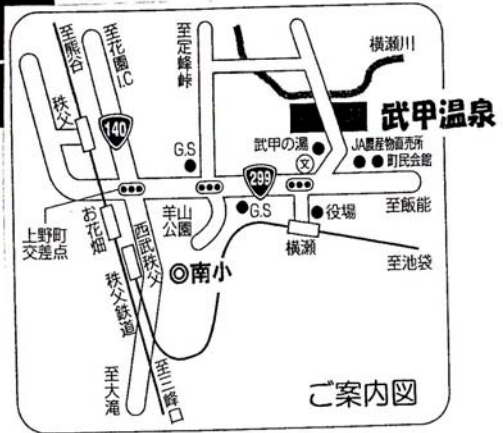 至熊谷
至花園I.C
至定峰峠
横瀬川
秩父
140
武甲温泉
G.S
武甲の湯
文
JA農産物直売所
町民会館
299
至飯能
G.S
役場
羊山公園
横瀬
至池袋
上野町
交差点
お花畑
西武秩父
◎南小
秩父鉄道
至大滝
至三峰口
ご案内図